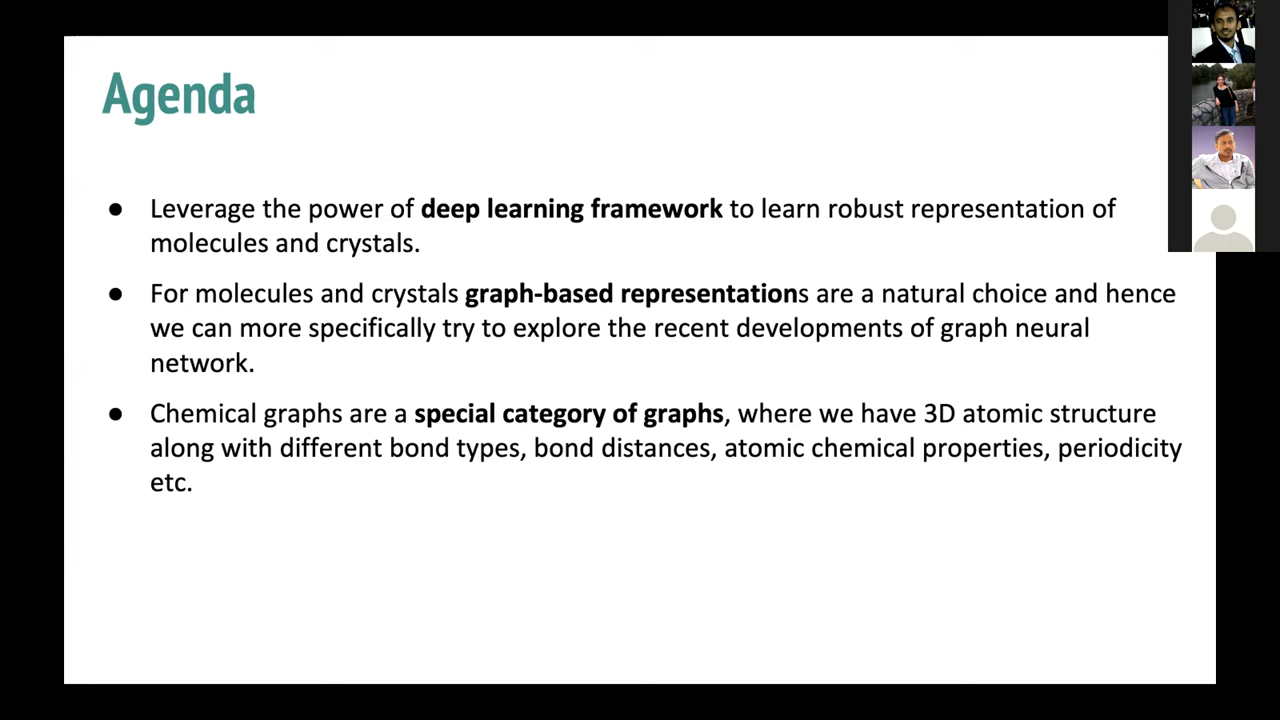 Agenda
● Leverage the power of deep learning framework to learn robust representation of
molecules and crystals.
● For molecules and crystals graph-based representations are a natural choice and hence
we can more specifically try to explore the recent developments of graph neural
network.
● Chemical graphs are a special category of graphs, where we have 3D atomic structure
along with different bond types, bond distances, atomic chemical properties, periodicity
etc.